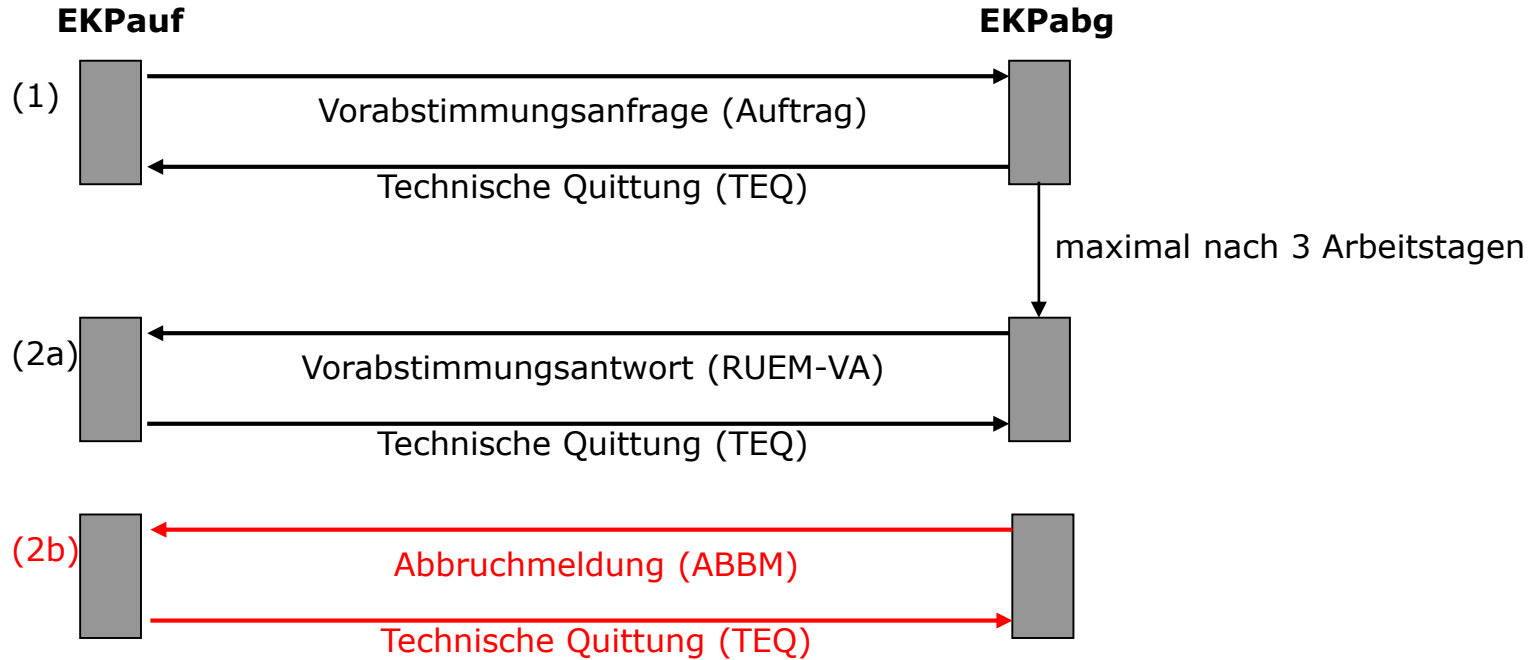 EKPauf EKPabg
(1)
Vorabstimmungsanfrage (Auftrag)
Technische Quittung (TEQ)
maximal nach 3 Arbeitstagen
(2a)
Vorabstimmungsantwort (RUEM-VA)
Technische Quittung (TEQ)
(2b)
Abbruchmeldung (ABBM)
Technische Quittung (TEQ)